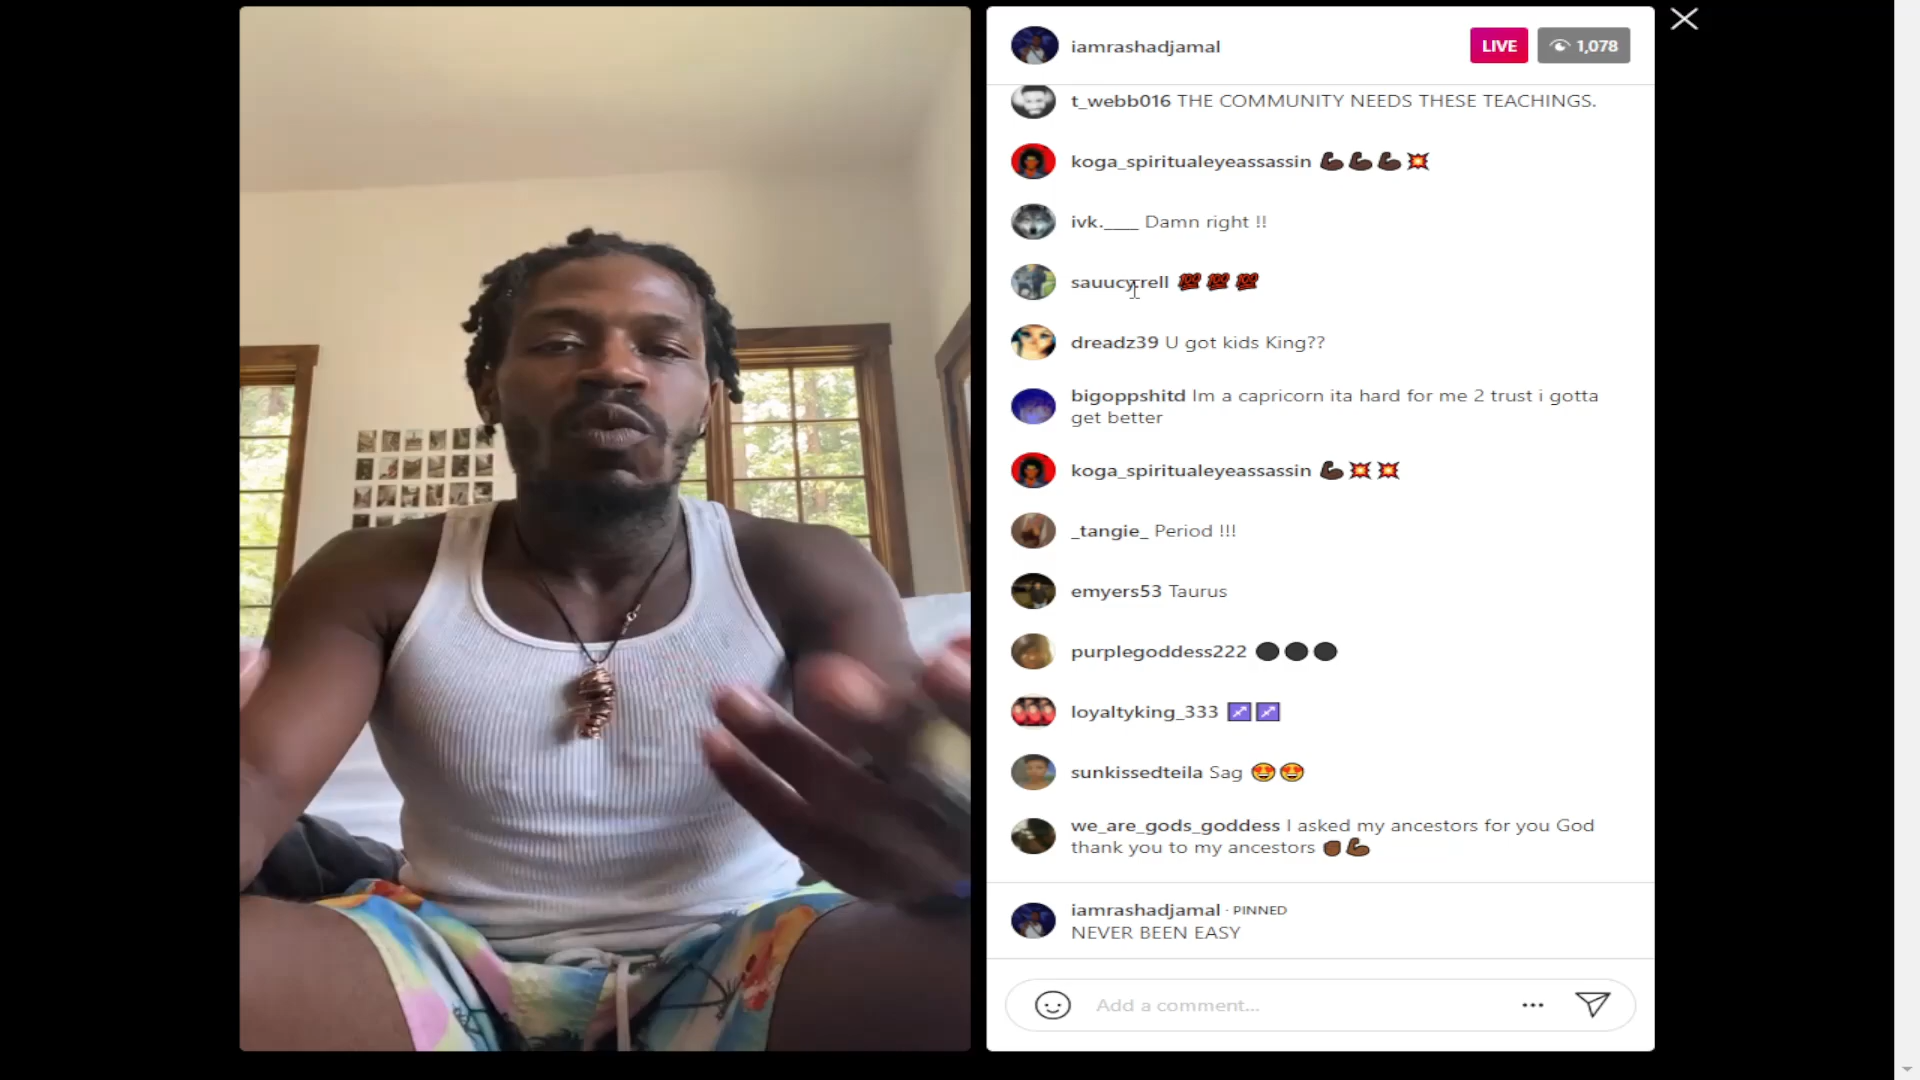 iamrashadjamal
LIVE
1,078
t_webb016 THE COMMUNITY NEEDS THESE TEACHINGS.
koga_spiritualeyeassassin 💪🏿💪🏿💪🏿💥
ivk.____ Damn right !!
sauucyrell 💯💯💯
dreadz39 U got kids King??
bigoppshitd Im a capricorn ita hard for me 2 trust i gotta
get better
koga_spiritualeyeassassin 💪🏿💥💥
_tangie_ Period !!!
emyers53 Taurus
purplegoddess222 ⚫⚫⚫
loyaltyking_333 ♐♐
sunkissedteila Sag 😍😍
we_are_gods_goddess I asked my ancestors for you God
thank you to my ancestors ✊🏾💪🏾
iamrashadjamal · PINNED
NEVER BEEN EASY
Add a comment...